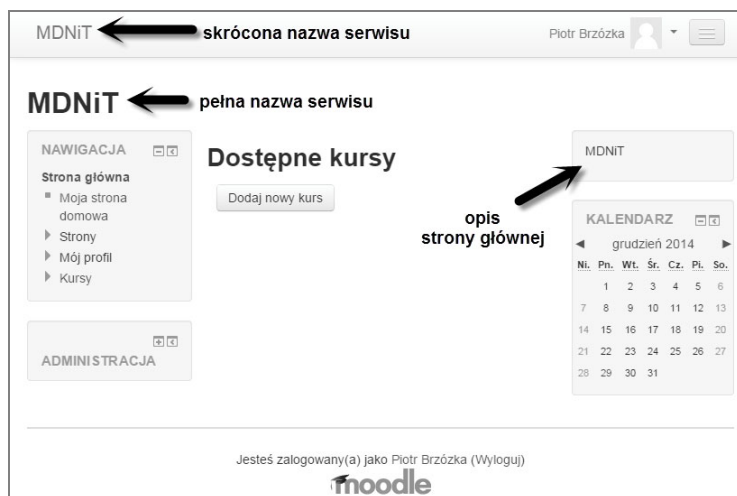 MDNiT
skrócona nazwa serwisu
Piotr Brzózka
MDNiT
pełna nazwa serwisu
NAWIGACJA
Strona główna
Moja strona
domowa
Strony
Mój profil
Kursy
ADMINISTRACJA
Dostępne kursy
Dodaj nowy kurs
opis
strony głównej
MDNiT
KALENDARZ
grudzień 2014
Ni. Pn. Wt. Śr. Cz. Pi. So.
1 2 3 4 5 6
7 8 9 10 11 12 13
14 15 16 17 18 19 20
21 22 23 24 25 26 27
28 29 30 31
Jesteś zalogowany(a) jako Piotr Brzózka (Wyloguj)
moodle